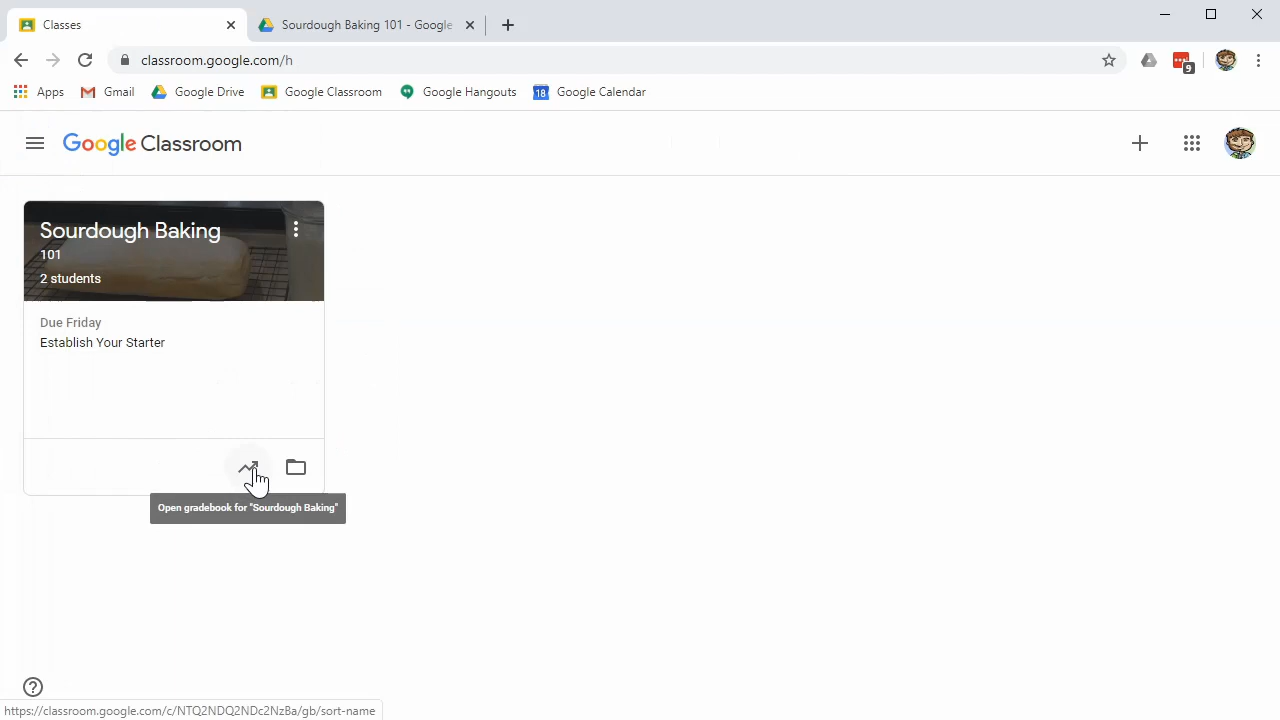 Classes
Sourdough Baking 101 - Google
classroom.google.com/h
9
Apps
Gmail
Google Drive
Google Classroom
Google Hangouts
18
Google Calendar
Google Classroom
Sourdough Baking
101
2 students
Due Friday
Establish Your Starter
Open gradebook for "Sourdough Baking"
https://classroom.google.com/c/NTQ2NDQ2NDc2NzBa/gb/sort-name